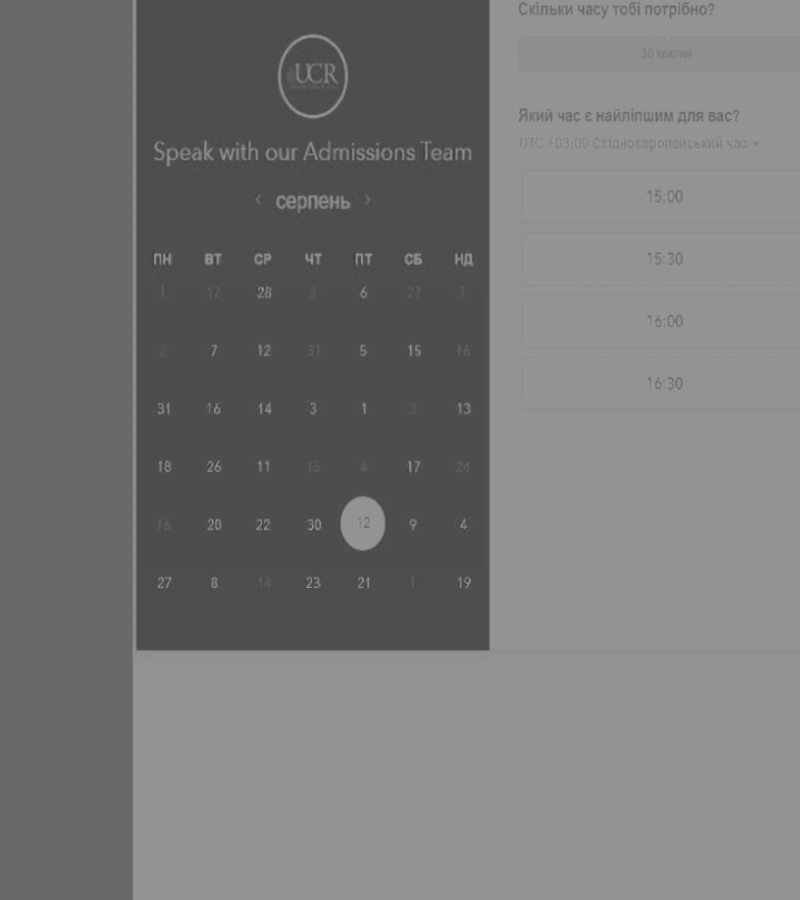 Скільки часу тобі потрібно?
30 хвилин
UCR
Speak with our Admissions Team
‹ серпень ›
ПН ВТ СР ЧТ ПТ СБ НД
1 17 28 2 6 27 1
2 7 12 31 5 15 16
31 16 14 3 1 3 13
18 26 11 15 4 17 24
16 20 22 30 12 9 4
27 8 14 23 21 1 19
Який час є найліпшим для вас?
UTC +03:00 Східноєвропейський час
15:00
15:30
16:00
16:30